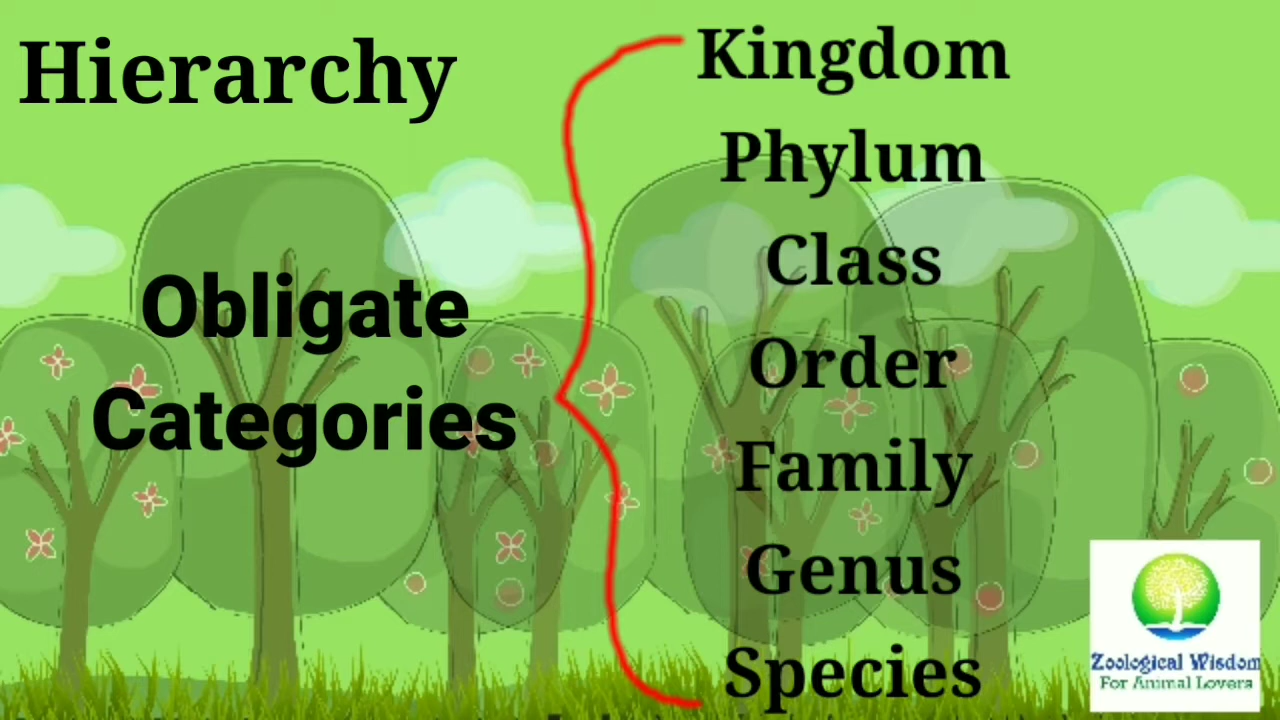 Hierarchy
Obligate
Categories
Kingdom
Phylum
Class
Order
Family
Genus
Species
Zoological Wisdom
For Animal Lovers